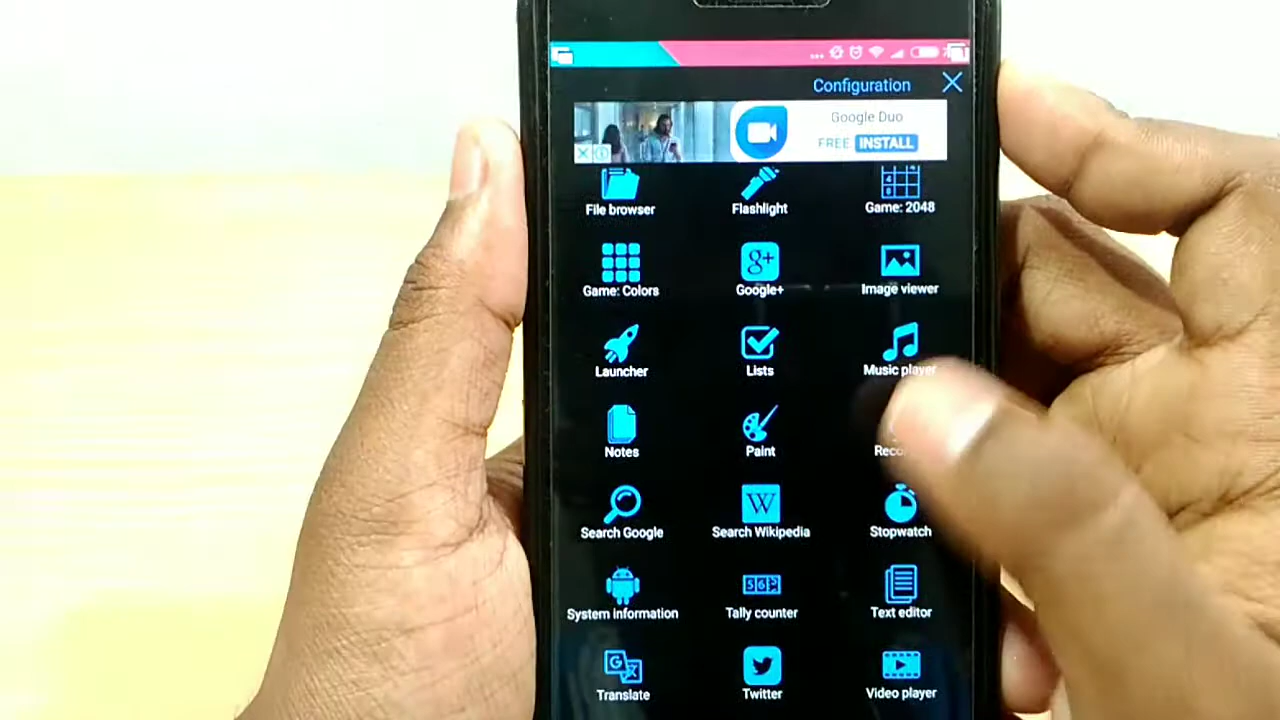 Configuration
Google Duo
FREE INSTALL
File browser Flashlight Game: 2048
g+
Game: Colors Google+ Image viewer
Launcher Lists Music player
Notes Paint
W
Search Google Search Wikipedia Stopwatch
System information Tally counter Text editor
G
Translate Twitter Video player